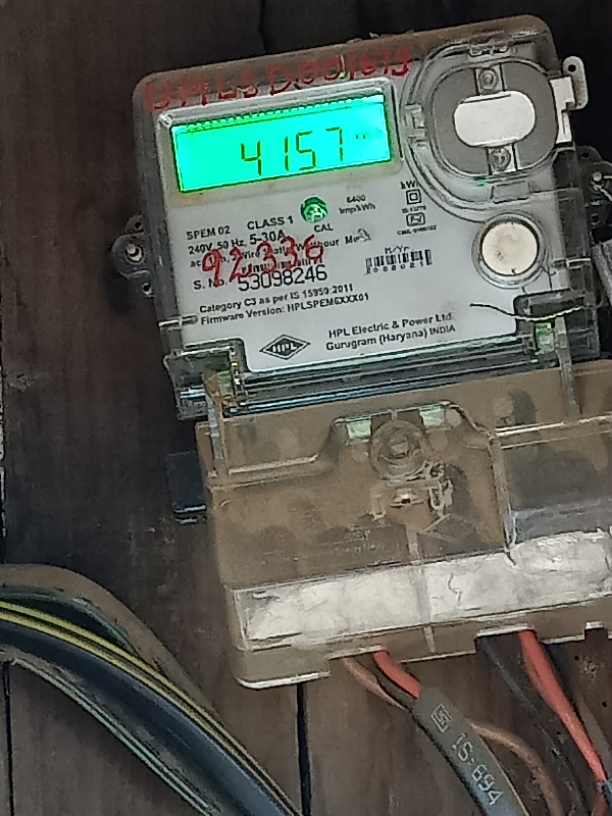 4157
kWh
6400
imp/kWh
SPEM 02 CLASS 1
CAL
240V, 50 Hz, 5-30A
92336
S. No. 53098246
Category C3 as per IS 15959:2011
Firmware Version: HPLSPEM6XXX01
HPL
HPL Electric & Power Ltd.
Gurugram (Haryana) INDIA
IS-694